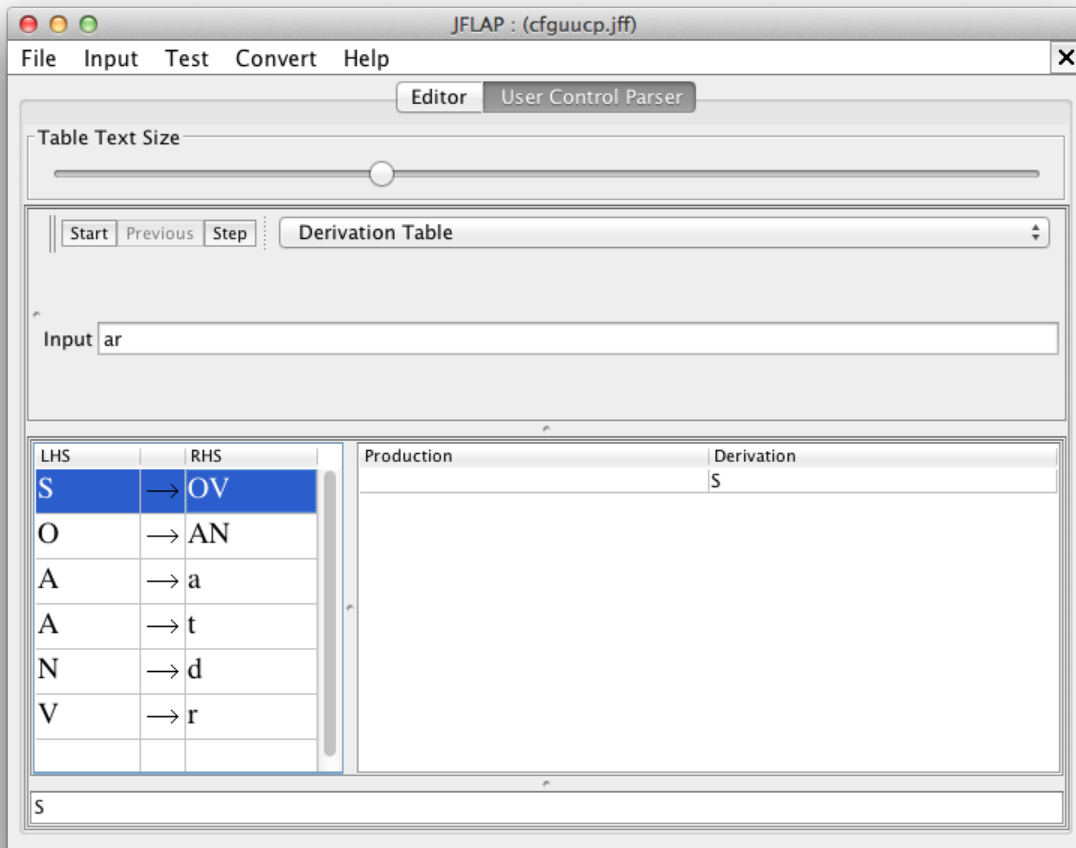 JFLAP : (cfguucp.jff)
File Input Test Convert Help
Editor User Control Parser
Table Text Size
Start Previous Step Derivation Table
Input ar
LHS RHS Production Derivation
S → OV S
O → AN
A → a
A → t
N → d
V → r
S